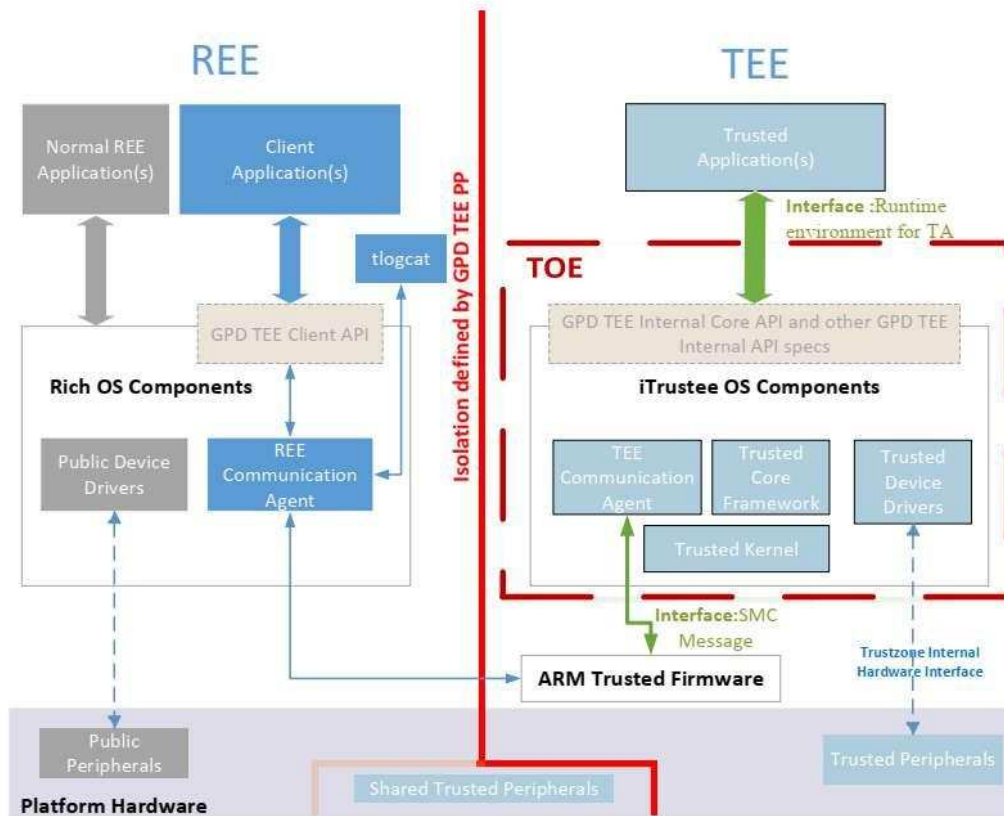 REE
TEE
Normal REE
Application(s)
Client
Application(s)
Trusted
Application(s)
Interface :Runtime
environment for TA
tlogcat
Isolation defined by GPD TEE PP
TOE
GPD TEE Client API
GPD TEE Internal Core API and other GPD TEE
Internal API specs
Rich OS Components
iTrustee OS Components
Public Device
Drivers
REE
Communication
Agent
TEE
Communication
Agent
Trusted
Core
Framework
Trusted
Device
Drivers
Trusted Kernel
Interface:SMC
Message
Trustzone Internal
Hardware Interface
ARM Trusted Firmware
Public
Peripherals
Trusted Peripherals
Shared Trusted Peripherals
Platform Hardware